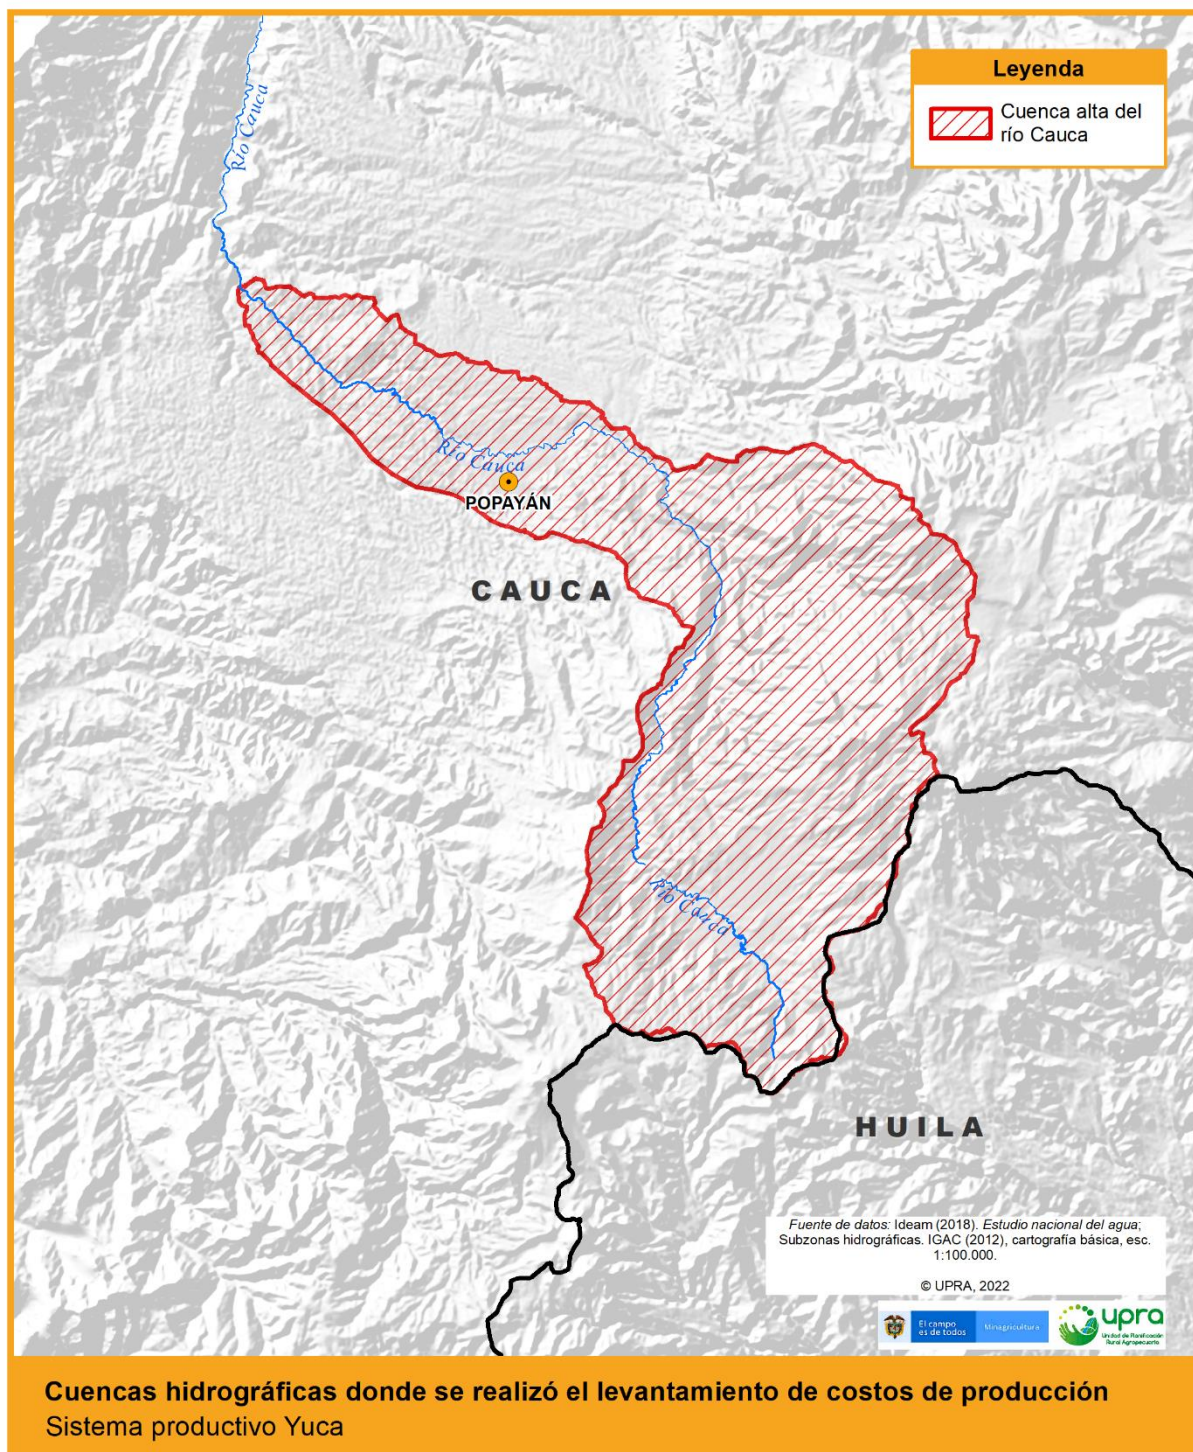 Leyenda
Cuenca alta del
río Cauca
Río Cauca
Río Cauca
POPAYÁN
CAUCA
Río Cauca
HUILA
Fuente de datos: Ideam (2018). Estudio nacional del agua;
Subzonas hidrográficas. IGAC (2012), cartografía básica, esc.
1:100.000.
© UPRA, 2022
El campo
es de todos
Minagricultura
upra
Unidad de Planificación
Rural Agropecuaria
Cuencas hidrográficas donde se realizó el levantamiento de costos de producción
Sistema productivo Yuca